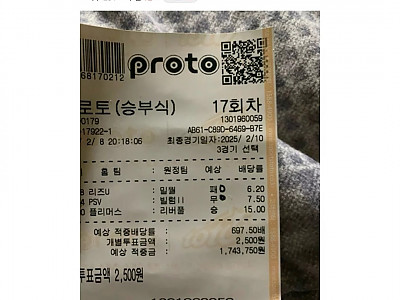 68170212
proto
로토 (승부식) 17회차
0179 1301960059
17922-1 AB61-C89D-6469-B7E
2/ 8 20:18:06 최종경기일자:2025/ 2/10
3경기 선택
홈 팀 원정팀 예상 배당률
리즈U 밀월 패 6.20
PSV 빌럼II 무 7.50
플리머스 리버풀 승 15.00
예상 적중배당률 697.50배
개별투표금액 2,500원
예상 적중금 1,743,750원
투표금액 2,500원